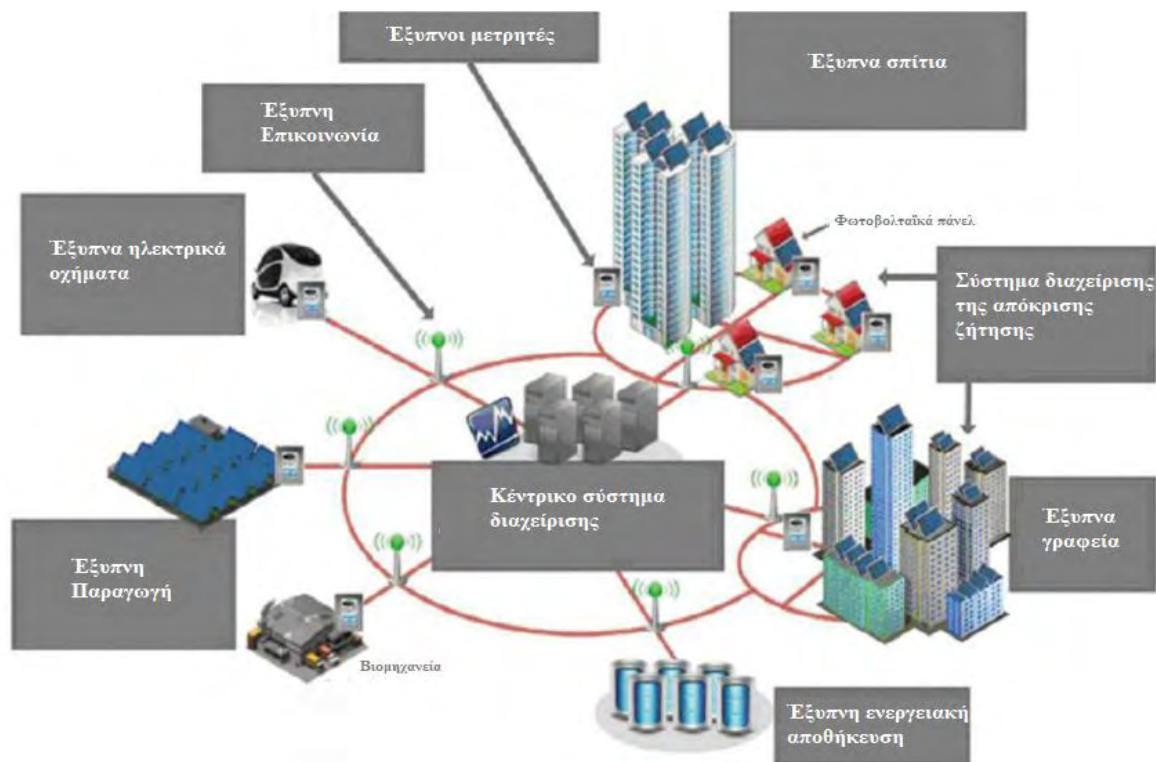 Έξυπνοι μετρητές
Έξυπνα σπίτια
Έξυπνη
Επικοινωνία
Φωτοβολταϊκά πάνελ
Έξυπνα ηλεκτρικά
οχήματα
Σύστημα διαχείρισης
της απόκρισης
ζήτησης
Κέντρικο σύστημα
διαχείρισης
Έξυπνα
γραφεία
Έξυπνη
Παραγωγή
Βιομηχανεία
Έξυπνη ενεργειακή
αποθήκευση